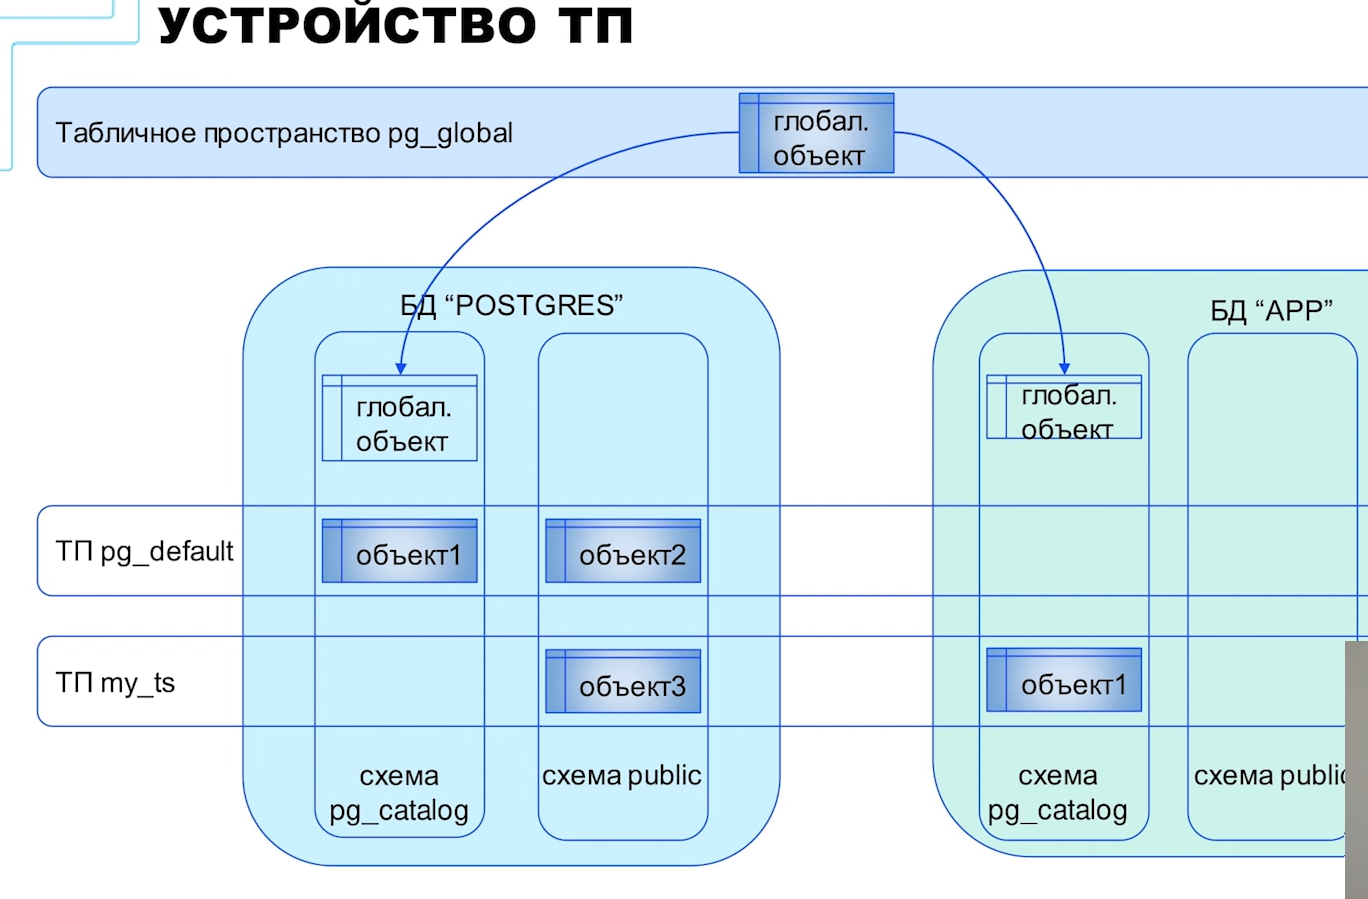 УСТРОЙСТВО ТП
Табличное пространство pg_global
глобал.
объект
БД “POSTGRES”
БД “APP”
глобал.
объект
глобал.
объект
ТП pg_default
объект1
объект2
ТП my_ts
объект3
объект1
схема
pg_catalog
схема public
схема
pg_catalog
схема public